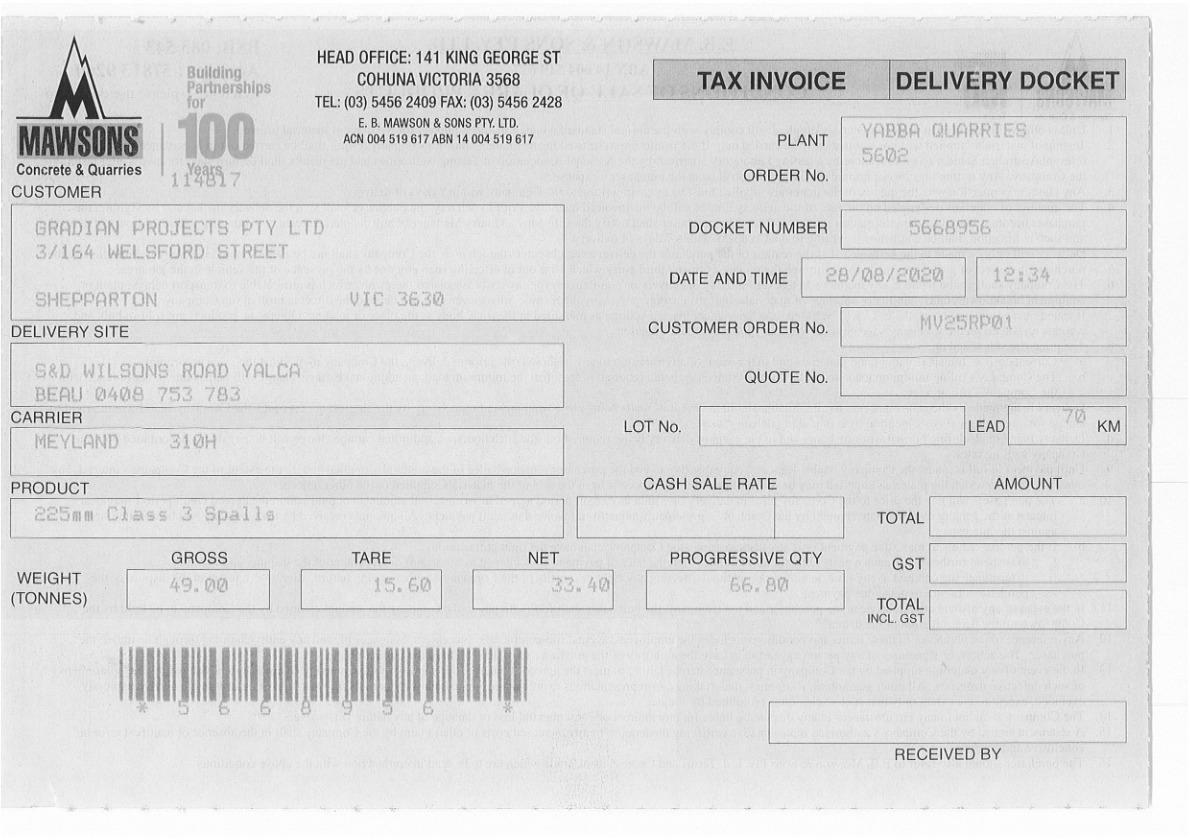 MAWSONS
Concrete & Quarries
Building
Partnerships
for
100
Years
114817
HEAD OFFICE: 141 KING GEORGE ST
COHUNA VICTORIA 3568
TEL: (03) 5456 2409 FAX: (03) 5456 2428
E. B. MAWSON & SONS PTY. LTD.
ACN 004 519 617 ABN 14 004 519 617
TAX INVOICE
DELIVERY DOCKET
PLANT YABBA QUARRIES
5602
ORDER No.
CUSTOMER
GRADIAN PROJECTS PTY LTD
3/164 WELSFORD STREET
SHEPPARTON VIC 3630
DOCKET NUMBER 5668956
DATE AND TIME 28/08/2020 12:34
CUSTOMER ORDER No. MV25RP01
QUOTE No.
LOT No. LEAD 70 KM
DELIVERY SITE
S&D WILSONS ROAD YALCA
BEAU 0408 753 783
CARRIER
MEYLAND 310H
PRODUCT
225mm Class 3 Spalls
CASH SALE RATE
AMOUNT
TOTAL
GST
TOTAL
INCL. GST
GROSS TARE NET PROGRESSIVE QTY
WEIGHT
(TONNES)
49.00 15.60 33.40 66.80
* 5 6 6 8 9 5 6 *
RECEIVED BY